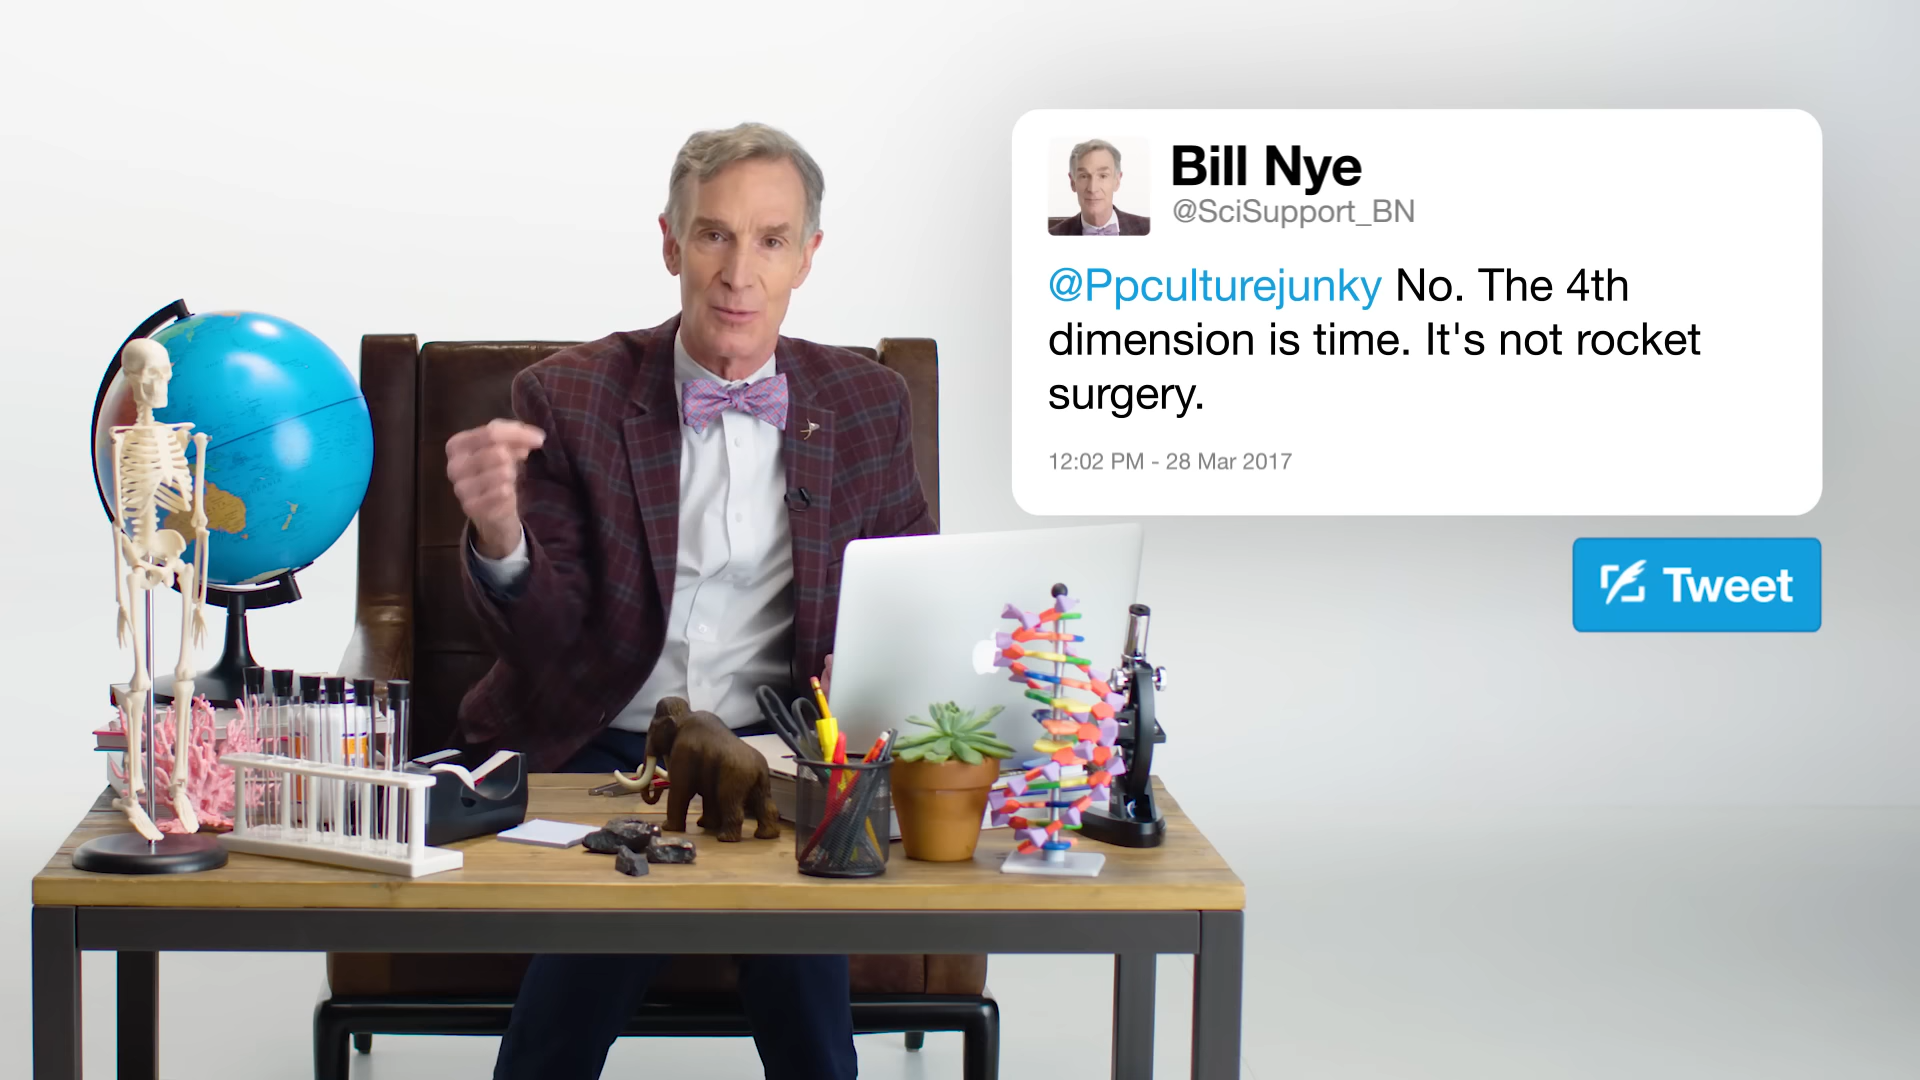 Bill Nye
@SciSupport_BN
@Ppculturejunky No. The 4th
dimension is time. It's not rocket
surgery.
12:02 PM - 28 Mar 2017
Tweet